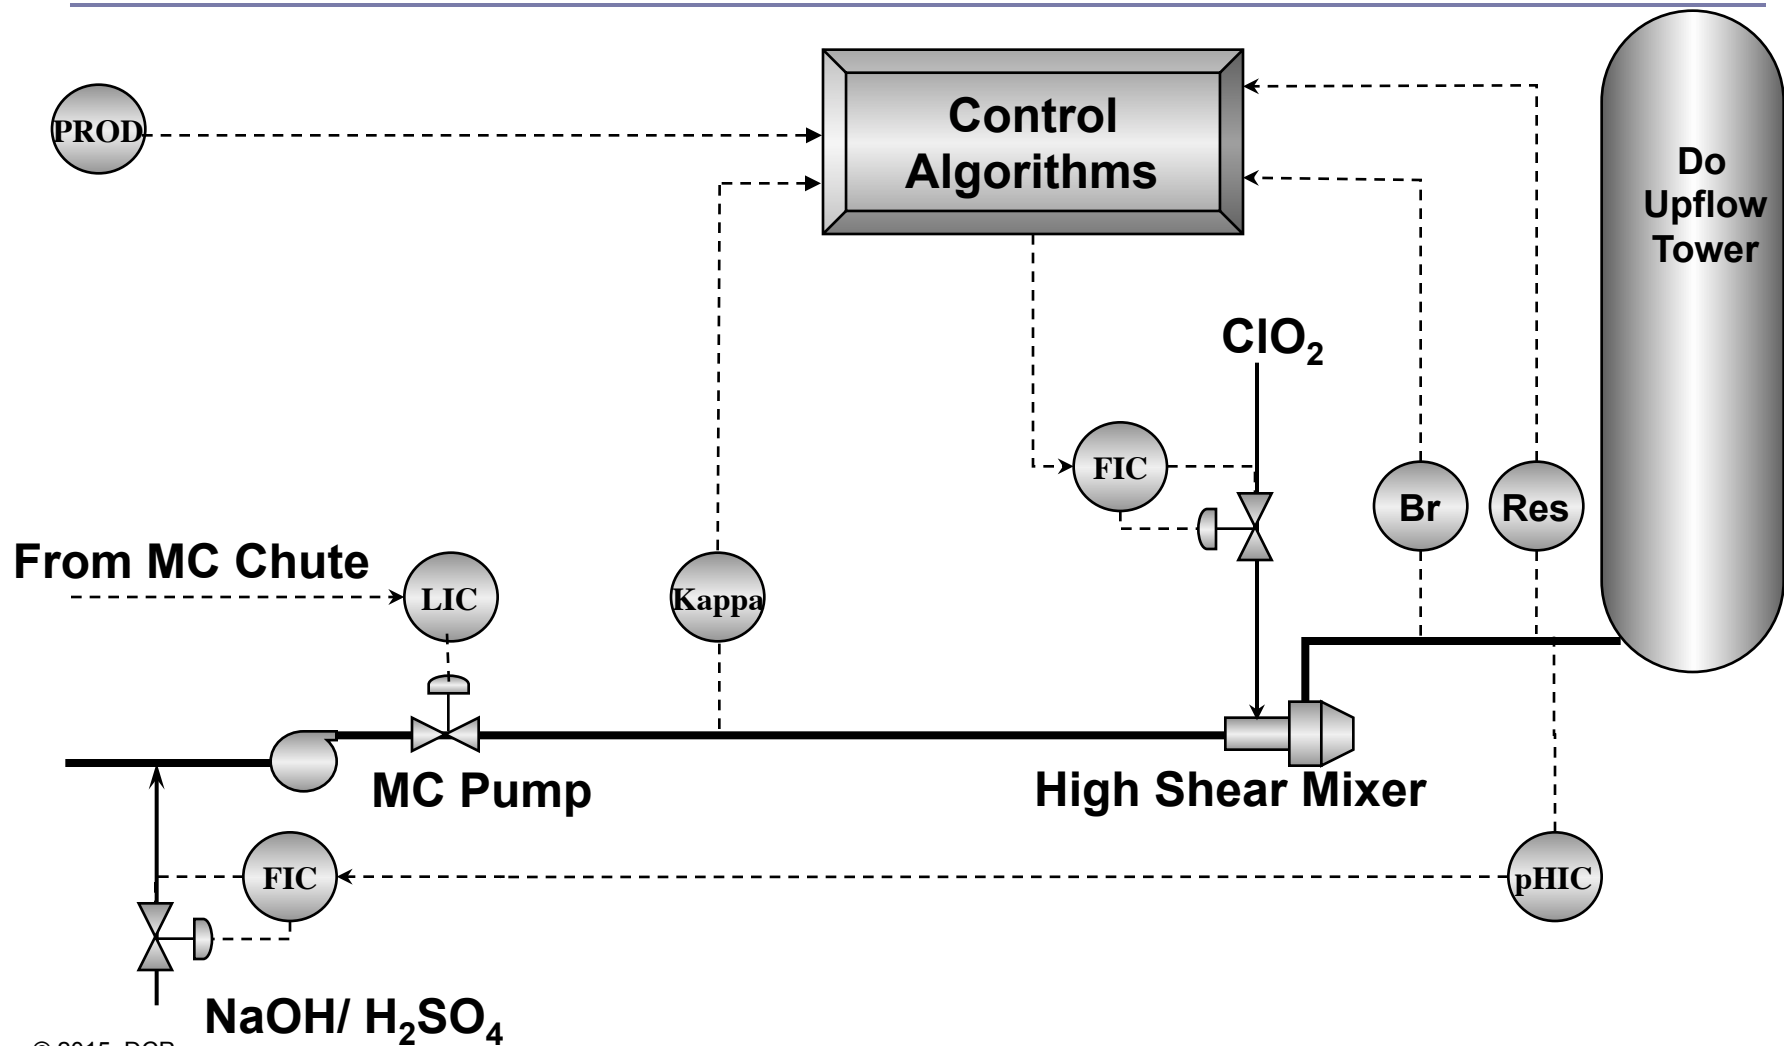 PROD
Control
Algorithms
Do
Upflow
Tower
ClO₂
FIC
Br
Res
From MC Chute
LIC
Kappa
MC Pump
High Shear Mixer
FIC
pHIC
NaOH/ H₂SO₄
© 2015